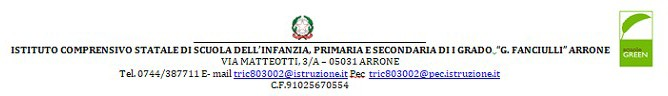 ISTITUTO COMPRENSIVO STATALE DI SCUOLA DELL'INFANZIA, PRIMARIA E SECONDARIA DI I GRADO "G. FANCIULLI" ARRONE
VIA MATTEOTTI, 3/A – 05031 ARRONE
Tel. 0744/387711 E- mail tric803002@istruzione.it Pec tric803002@pec.istruzione.it
C.F.91025670554
GREEN